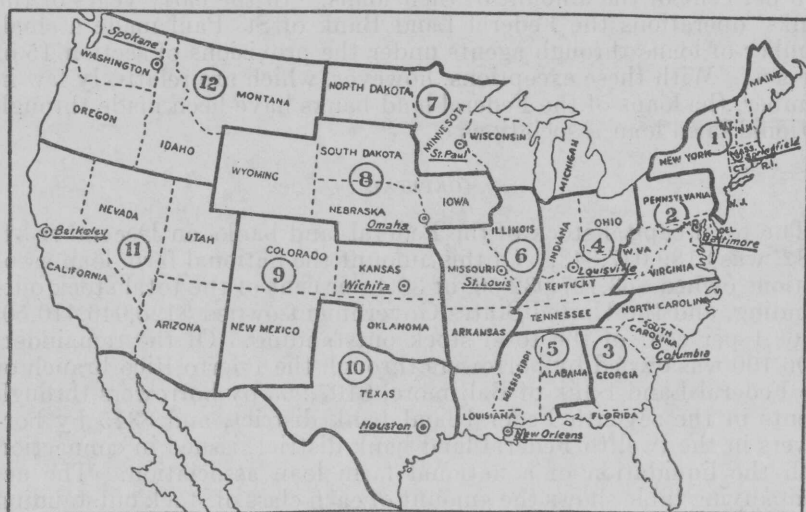 Spokane
WASHINGTON
12
MONTANA
NORTH DAKOTA
7
MINNESOTA
MAINE
OREGON
IDAHO
WYOMING
SOUTH DAKOTA
8
St. Paul
WISCONSIN
MICHIGAN
NEW YORK
1
N.H.
MASS.
Springfield
CT.
R.I.
NEVADA
UTAH
NEBRASKA
IOWA
Omaha
ILLINOIS
INDIANA
OHIO
PENNSYLVANIA
2
N.J.
DEL.
Baltimore
Berkeley
11
CALIFORNIA
COLORADO
9
KANSAS
Wichita
MISSOURI
6
St. Louis
4
Louisville
KENTUCKY
W.VA.
VIRGINIA
ARIZONA
NEW MEXICO
OKLAHOMA
ARKANSAS
TENNESSEE
NORTH CAROLINA
SOUTH CAROLINA
Columbia
10
TEXAS
Houston
LOUISIANA
MISSISSIPPI
5
ALABAMA
3
GEORGIA
New Orleans
FLORIDA